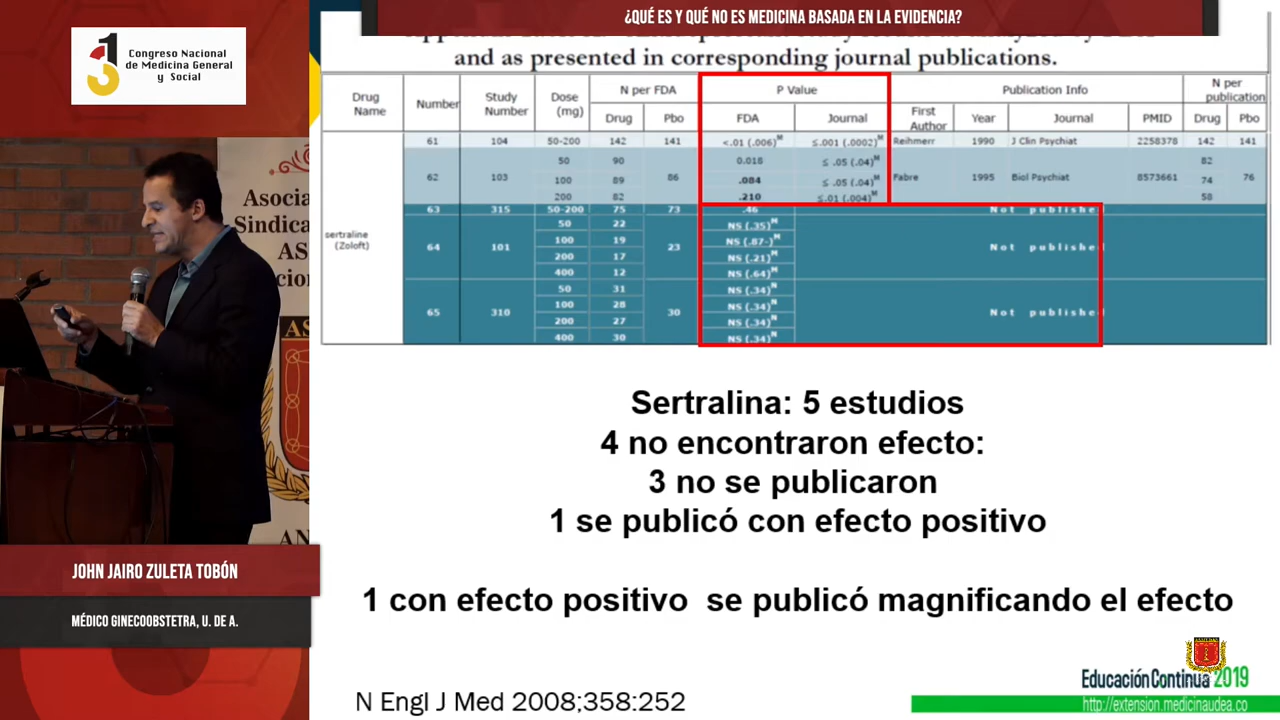 ¿QUÉ ES Y QUÉ NO ES MEDICINA BASADA EN LA EVIDENCIA?
Congreso Nacional
de Medicina General
y Social
and as presented in corresponding journal publications.
Drug Name Number Study Number Dose (mg) N per FDA P Value Publication Info N per publication
Drug Pbo FDA Journal First Author Year Journal PMID Drug Pbo
sertraline (Zoloft)
61 104 50-200 142 141 <.01 (.006)ᴹ ≤.001 (.0002)ᴹ Reihmerr 1990 J Clin Psychiat 2258378 142 141
50 90 0.018 ≤ .05 (.04)ᴹ 82
62 103 100 89 86 .084 ≤ .05 (.04)ᴹ Fabre 1995 Biol Psychiat 8573661 74 76
200 82 .210 ≤.01 (.004)ᴹ 58
63 315 50-200 75 73 .46 Not publishe
50 22 NS (.35)ᴹ
64 101 100 19 23 NS (.87-)ᴹ Not publishe
200 17 NS (.21)ᴹ
400 12 NS (.64)ᴹ
50 31 NS (.34)ᴺ
65 310 100 28 30 NS (.34)ᴺ Not publishe
200 27 NS (.34)ᴺ
400 30 NS (.34)ᴺ
Asocia
Sindica
AS
cion
AS
AN
Sertralina: 5 estudios
4 no encontraron efecto:
3 no se publicaron
1 se publicó con efecto positivo
1 con efecto positivo se publicó magnificando el efecto
JOHN JAIRO ZULETA TOBÓN
MÉDICO GINECOOBSTETRA, U. DE A.
N Engl J Med 2008;358:252
Educación Continua 2019
http://extension.medicinaudea.co